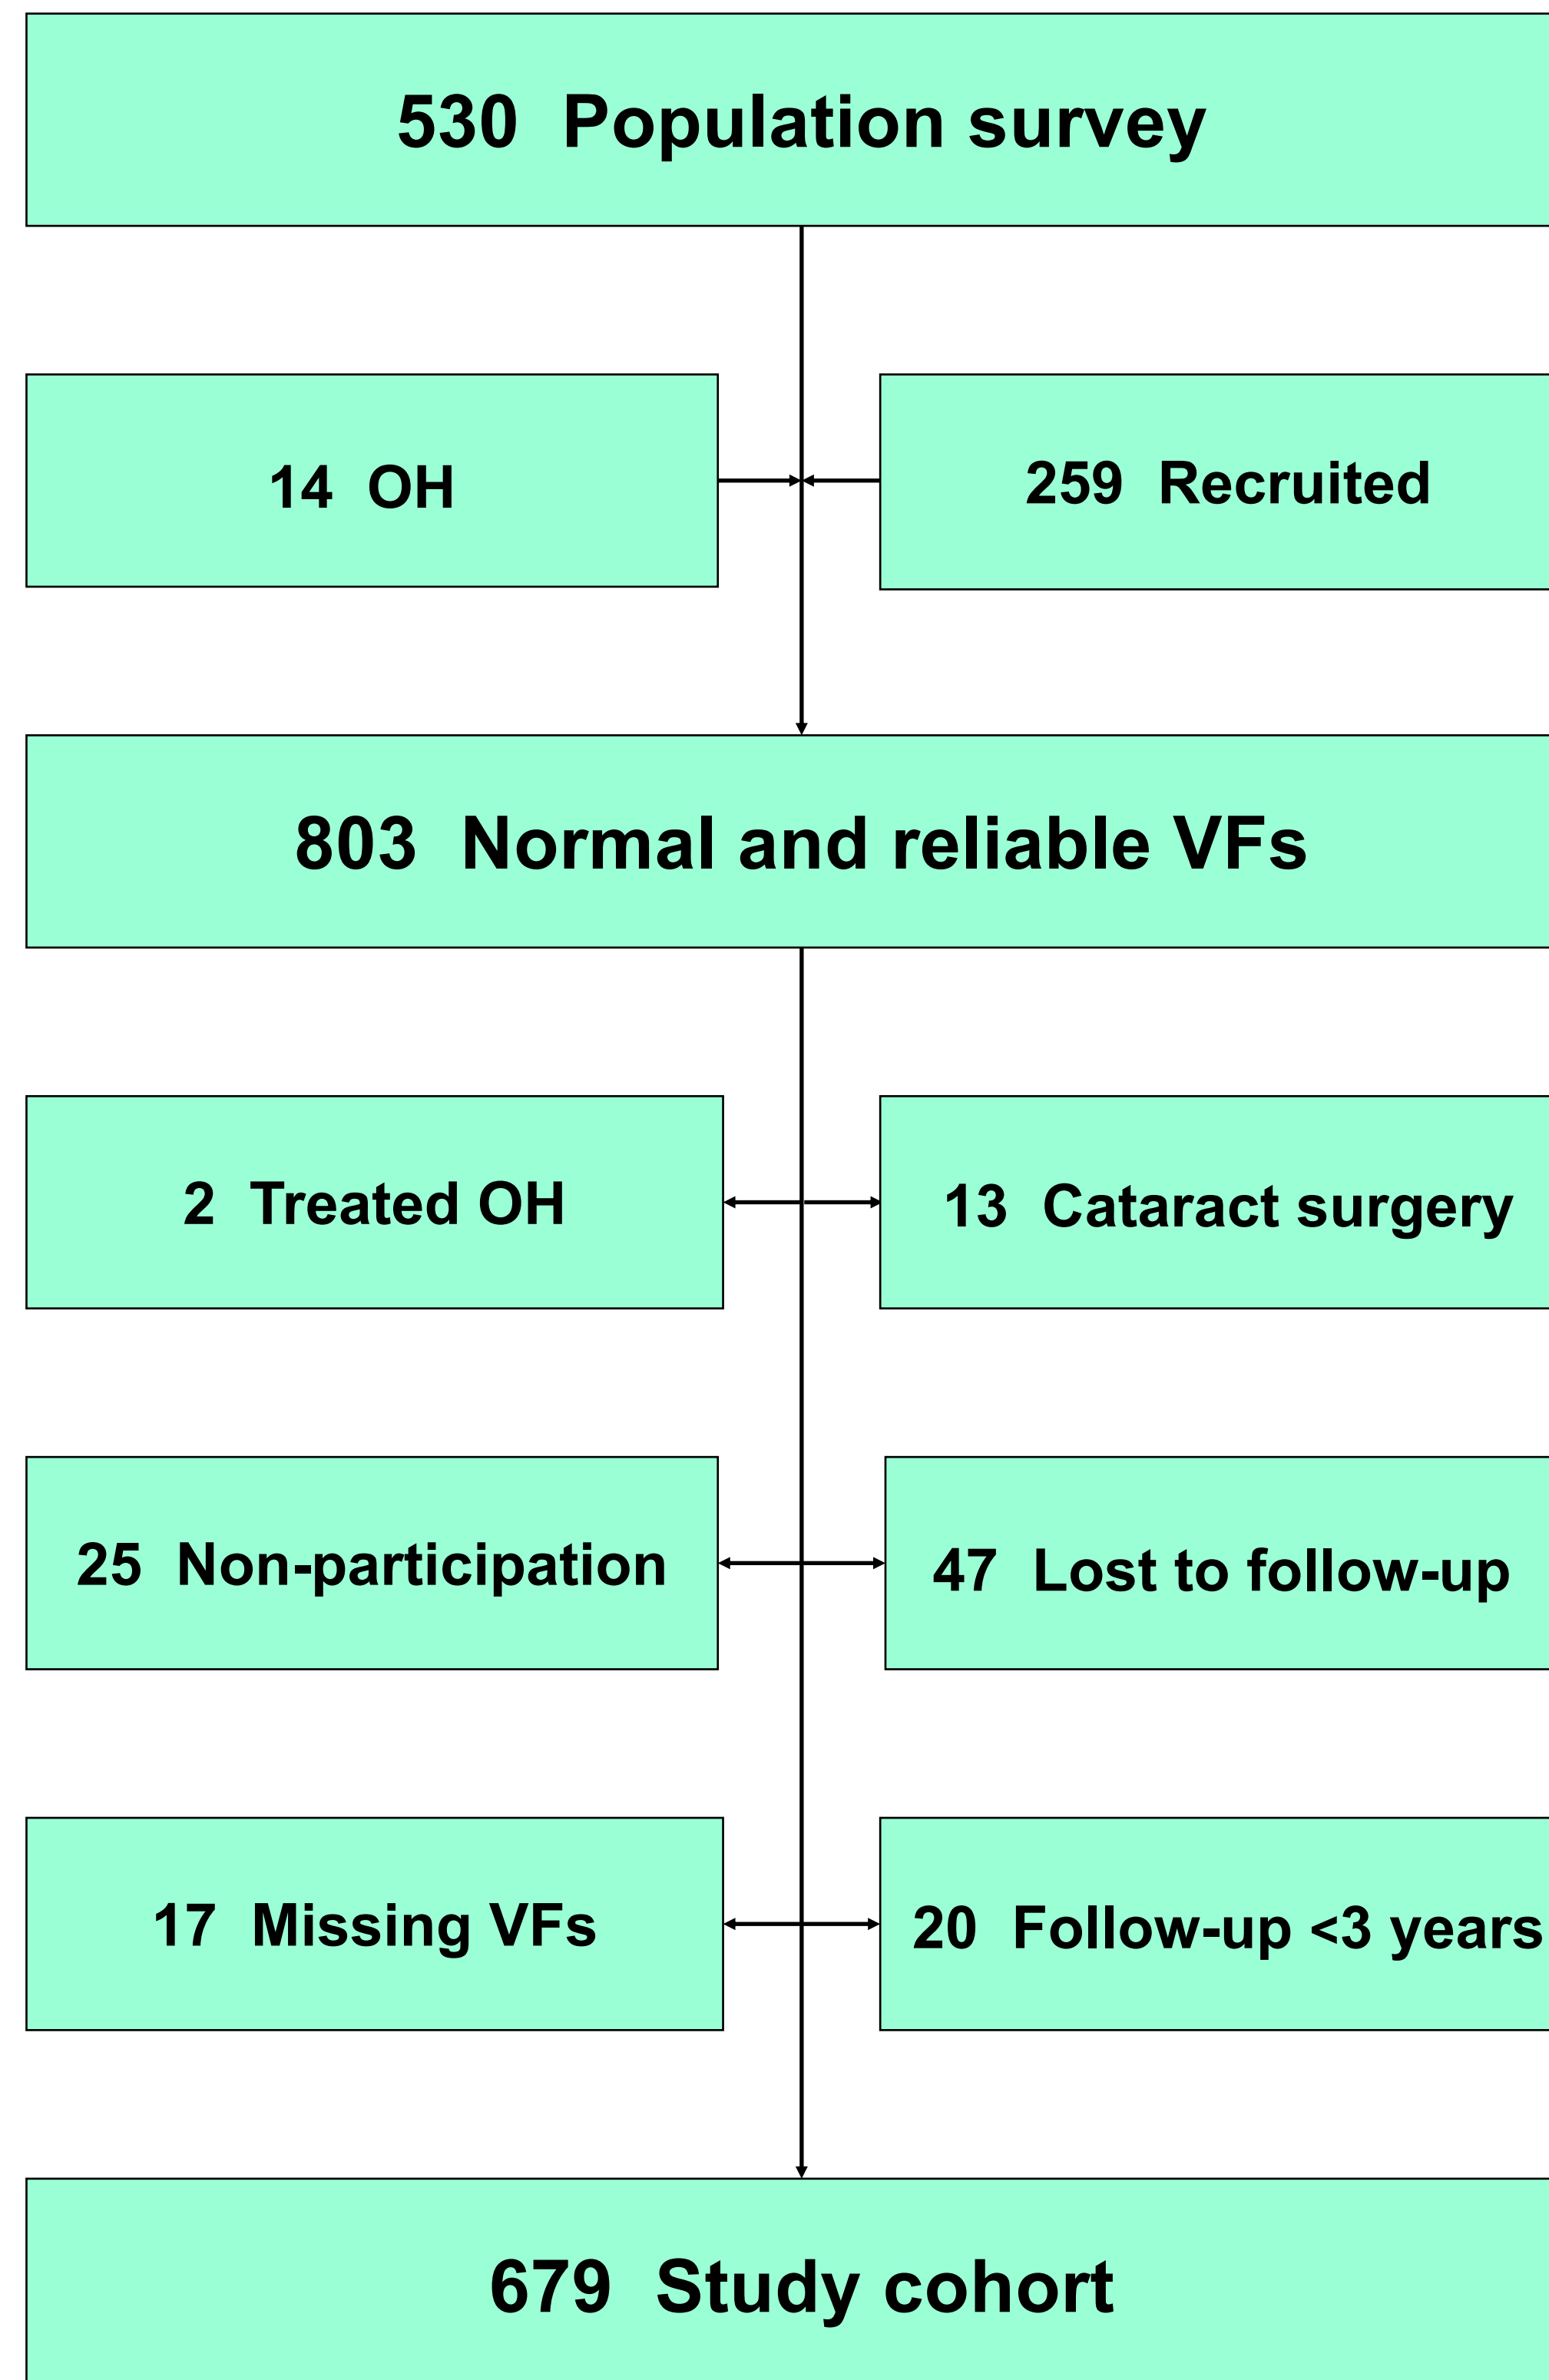 530 Population survey
14 OH
259 Recruited
803 Normal and reliable VFs
2 Treated OH
13 Cataract surgery
25 Non-participation
47 Lost to follow-up
17 Missing VFs
20 Follow-up <3 years
679 Study cohort